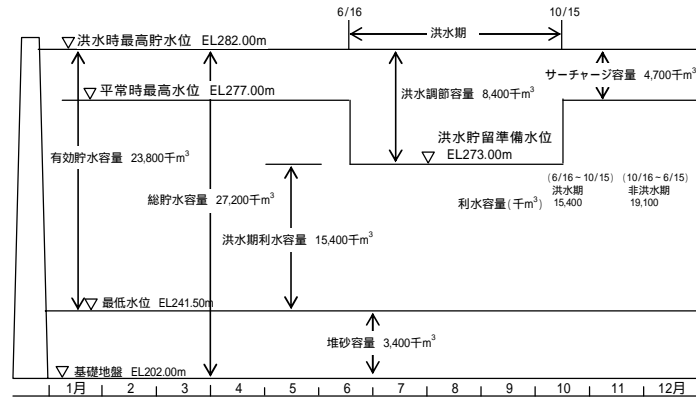 6/16
10/15
洪水期
洪水時最高貯水位 EL282.00m
サーチャージ容量 4,700千m³
平常時最高水位 EL277.00m
洪水調節容量 8,400千m³
洪水貯留準備水位
EL273.00m
有効貯水容量 23,800千m³
(6/16~10/15) (10/16~6/15)
洪水期 非洪水期
利水容量(千m³) 15,400 19,100
総貯水容量 27,200千m³
洪水期利水容量 15,400千m³
最低水位 EL241.50m
堆砂容量 3,400千m³
基礎地盤 EL202.00m
1月 2 3 4 5 6 7 8 9 10 11 12月